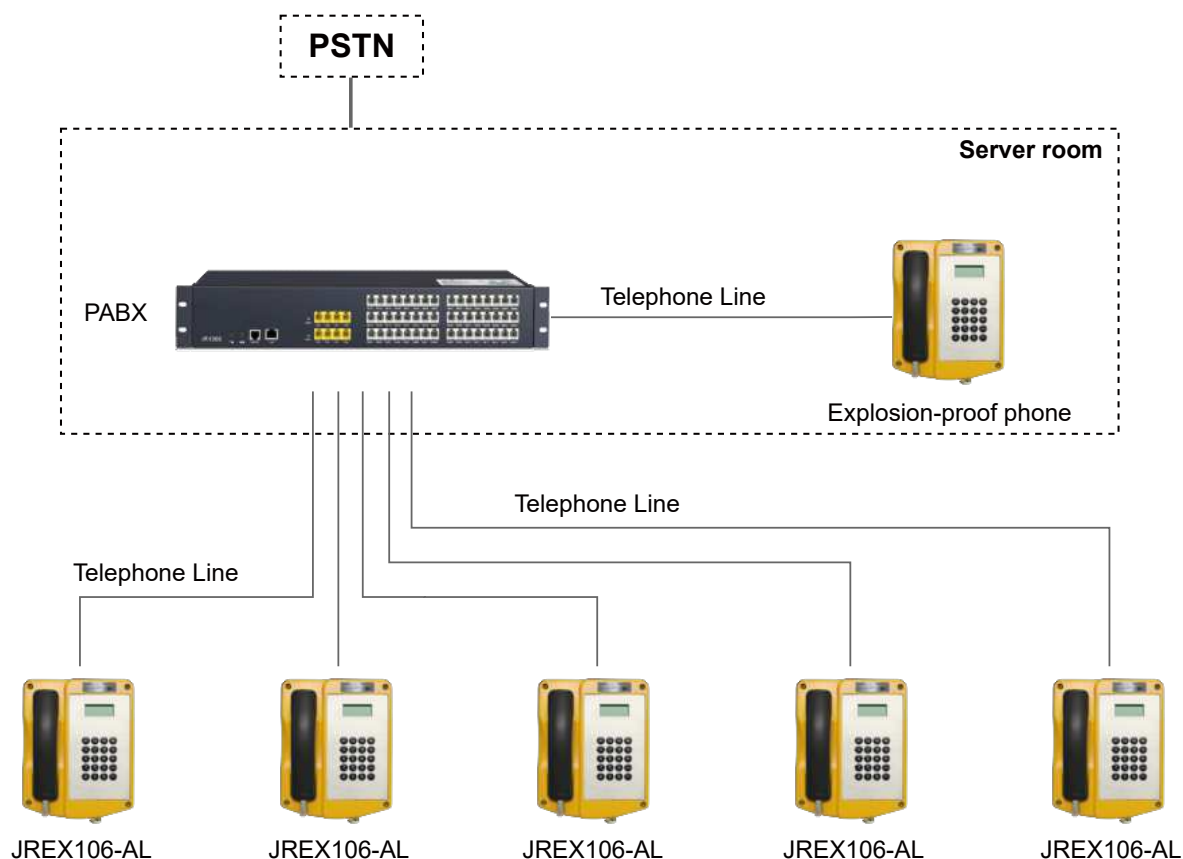 PSTN
Server room
PABX
Telephone Line
Explosion-proof phone
Telephone Line
Telephone Line
JREX106-AL
JREX106-AL
JREX106-AL
JREX106-AL
JREX106-AL